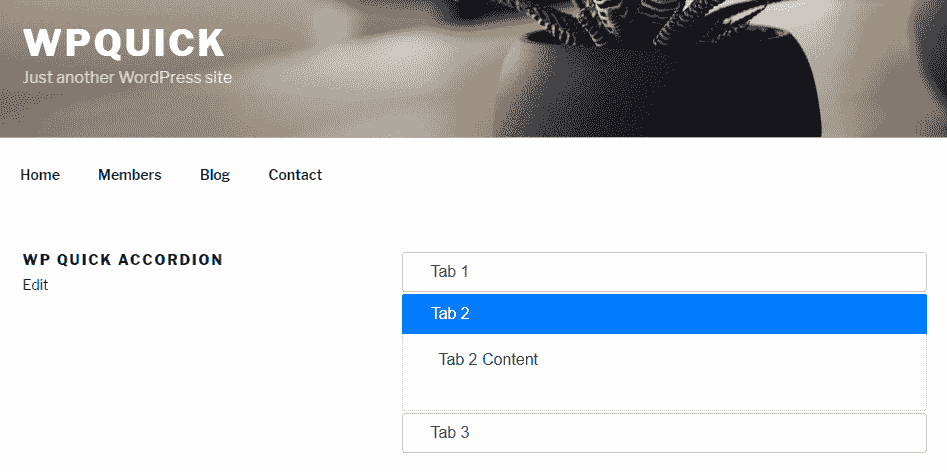 WPQUICK
Just another WordPress site
Home Members Blog Contact
WP QUICK ACCORDION
Edit
Tab 1
Tab 2
Tab 2 Content
Tab 3